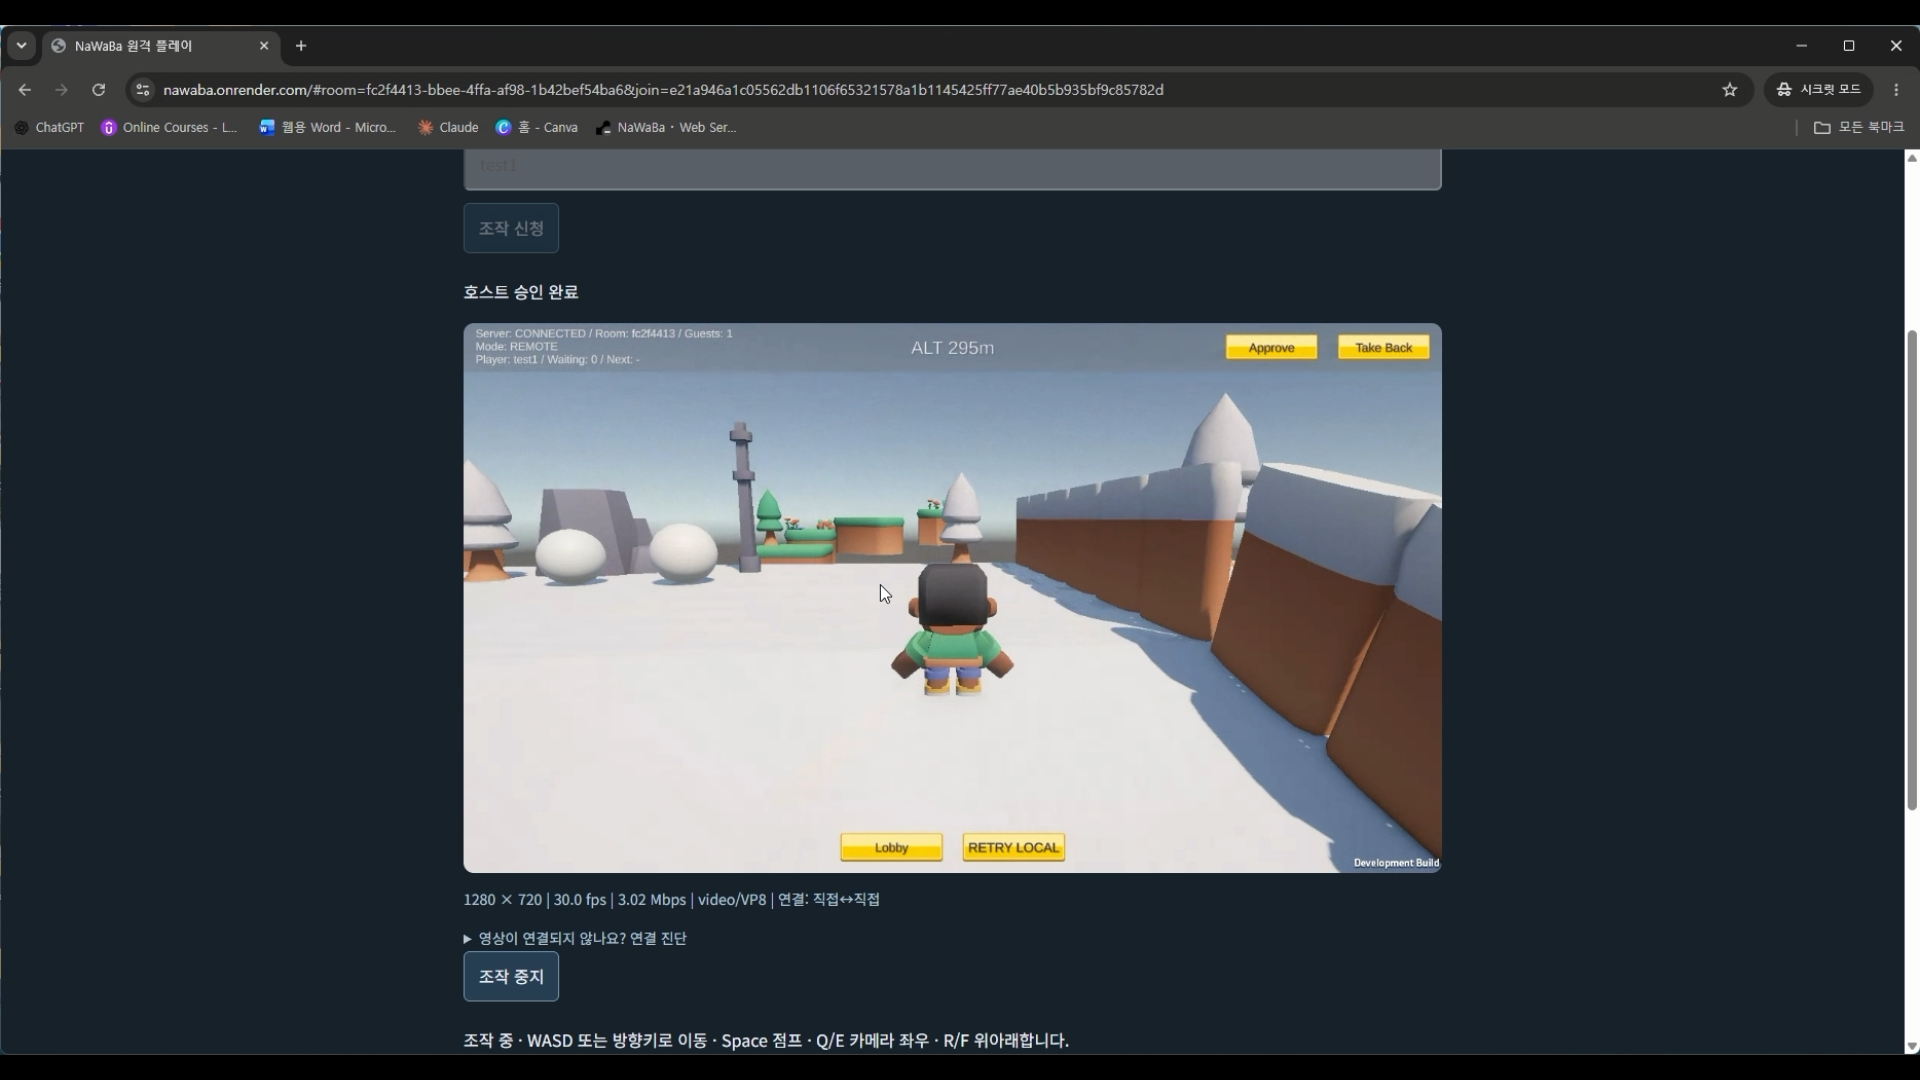 NaWaBa 원격 플레이
nawaba.onrender.com/#room=fc2f4413-bbee-4ffa-af98-1b42bef54ba6&join=e21a946a1c05562db1106f65321578a1b1145425ff77ae40b5b935bf9c85782d
시크릿 모드
ChatGPT
Online Courses - L...
웹용 Word - Micro...
Claude
홈 - Canva
NaWaBa · Web Ser...
모든 북마크
test1
조작 신청
호스트 승인 완료
Server: CONNECTED / Room: fc2f4413 / Guests: 1
Mode: REMOTE
Player: test1 / Waiting: 0 / Next: -
ALT 295m
Approve
Take Back
Lobby
RETRY LOCAL
Development Build
1280 × 720 | 30.0 fps | 3.02 Mbps | video/VP8 | 연결: 직접↔직접
▶ 영상이 연결되지 않나요? 연결 진단
조작 중지
조작 중 · WASD 또는 방향키로 이동 · Space 점프 · Q/E 카메라 좌우 · R/F 위아래합니다.